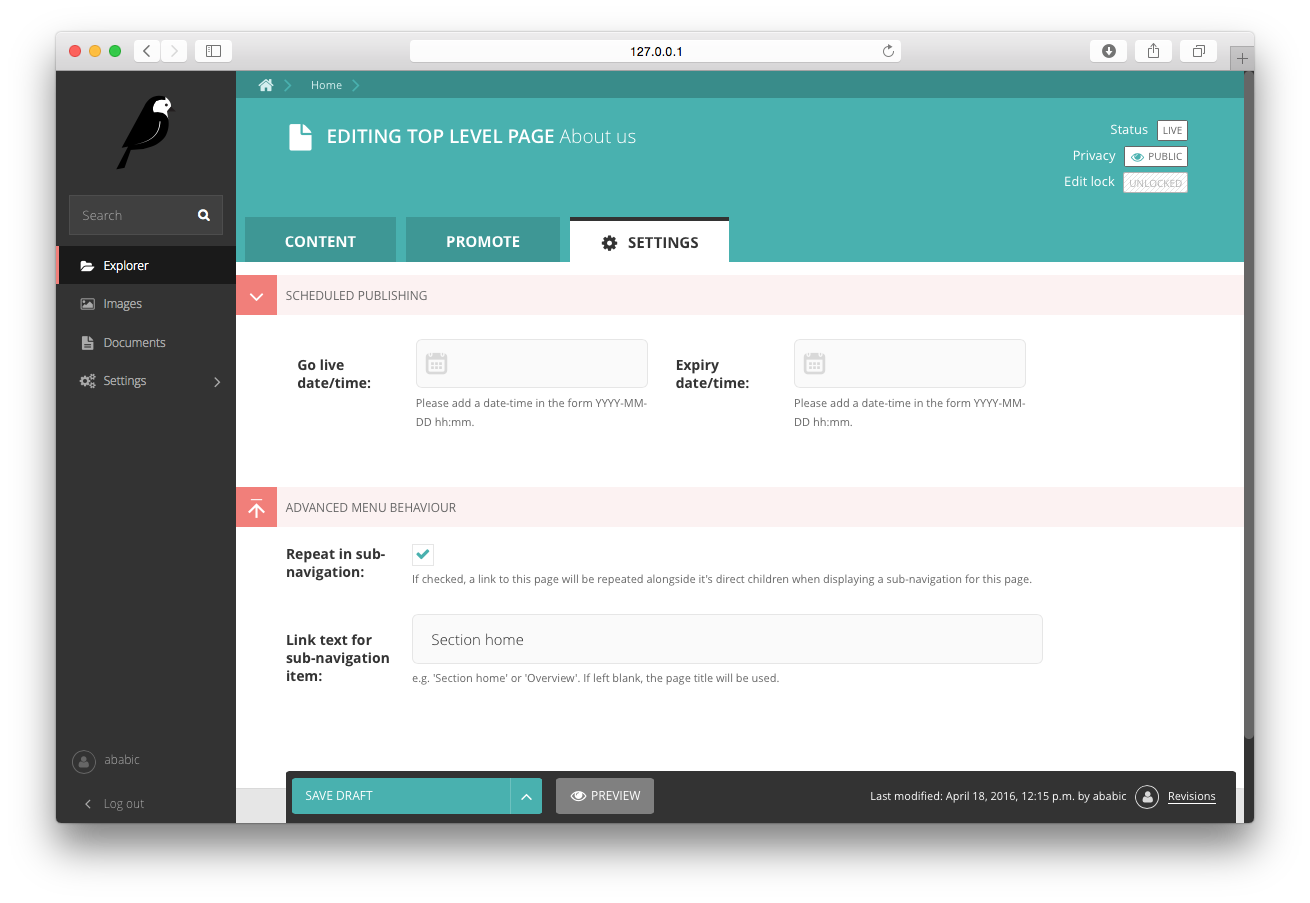 127.0.0.1
Home
EDITING TOP LEVEL PAGE About us
Status LIVE
Privacy PUBLIC
Edit lock UNLOCKED
Search
Explorer
Images
Documents
Settings
ababic
Log out
CONTENT
PROMOTE
SETTINGS
SCHEDULED PUBLISHING
Go live
date/time:
Please add a date-time in the form YYYY-MM-
DD hh:mm.
Expiry
date/time:
Please add a date-time in the form YYYY-MM-
DD hh:mm.
ADVANCED MENU BEHAVIOUR
Repeat in sub-
navigation:
If checked, a link to this page will be repeated alongside it's direct children when displaying a sub-navigation for this page.
Link text for
sub-navigation
item:
Section home
e.g. 'Section home' or 'Overview'. If left blank, the page title will be used.
SAVE DRAFT
PREVIEW
Last modified: April 18, 2016, 12:15 p.m. by ababic
Revisions